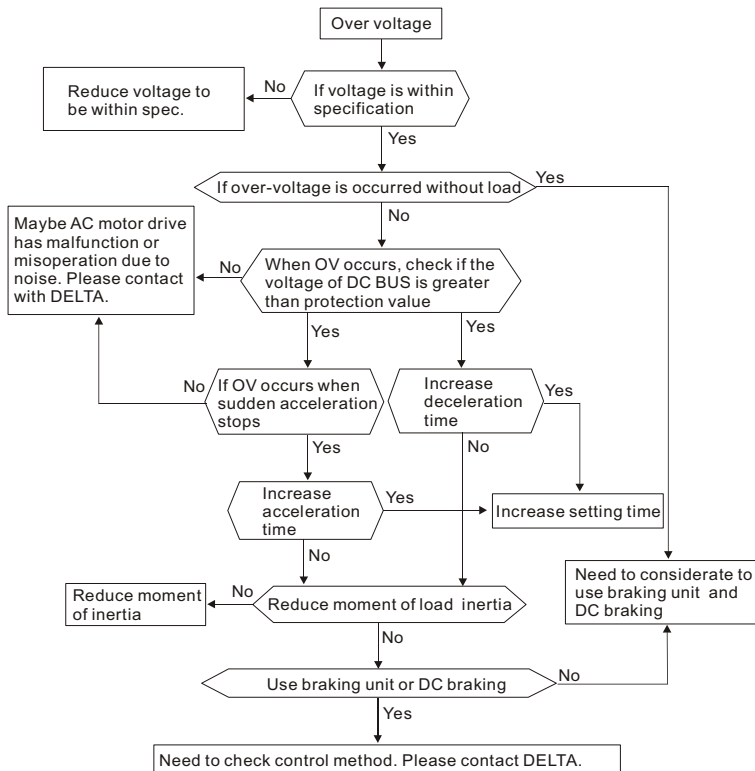 Over voltage
If voltage is within
specification
No
Reduce voltage to
be within spec.
Yes
If over-voltage is occurred without load
Yes
No
Maybe AC motor drive
has malfunction or
misoperation due to
noise. Please contact
with DELTA.
No
When OV occurs, check if the
voltage of DC BUS is greater
than protection value
Yes
Yes
No
If OV occurs when
sudden acceleration
stops
Increase
deceleration
time
Yes
Yes
No
Increase
acceleration
time
Yes
Increase setting time
No
Need to considerate to
use braking unit and
DC braking
Reduce moment
of inertia
No
Reduce moment of load inertia
No
Use braking unit or DC braking
No
Yes
Need to check control method. Please contact DELTA.